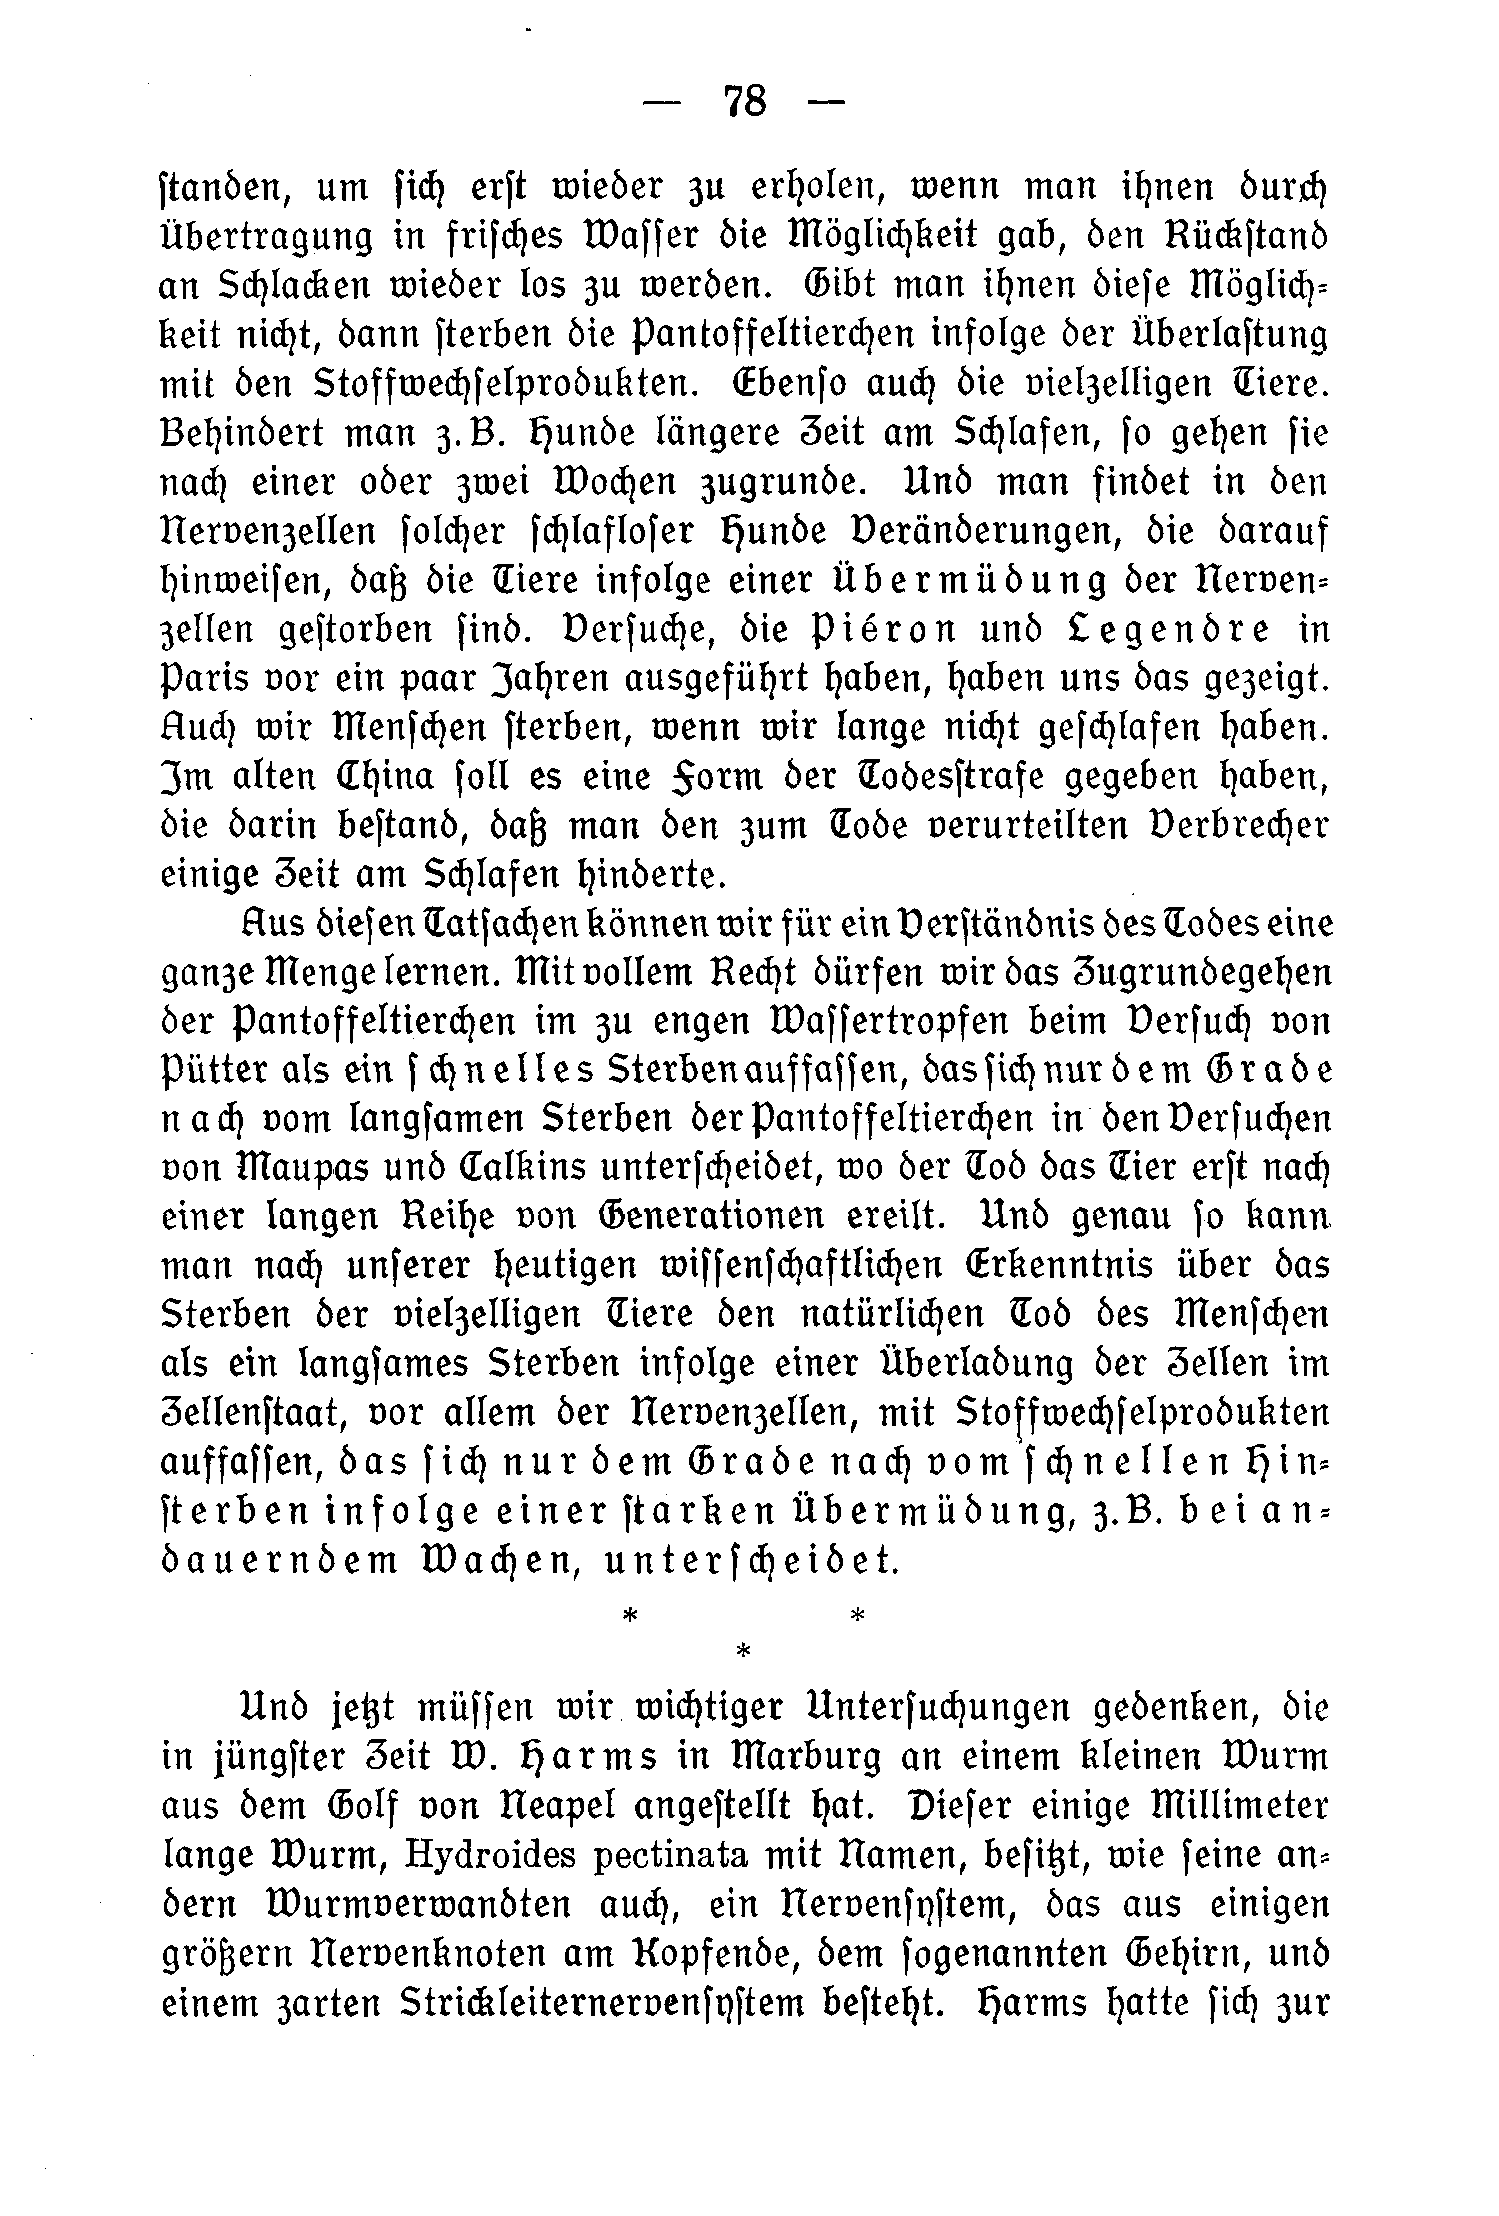 — 78 —
ſtanden, um ſich erſt wieder zu erholen, wenn man ihnen durch
Übertragung in friſches Waſſer die Möglichkeit gab, den Rückſtand
an Schlacken wieder los zu werden. Gibt man ihnen dieſe Möglich-
keit nicht, dann ſterben die Pantoffeltierchen infolge der Überlaſtung
mit den Stoffwechſelprodukten. Ebenſo auch die vielzelligen Tiere.
Behindert man z.B. Hunde längere Zeit am Schlafen, ſo gehen ſie
nach einer oder zwei Wochen zugrunde. Und man findet in den
Nervenzellen ſolcher ſchlafloſer Hunde Veränderungen, die darauf
hinweiſen, daß die Tiere infolge einer Übermüdung der Nerven-
zellen geſtorben ſind. Verſuche, die Piéron und Legendre in
Paris vor ein paar Jahren ausgeführt haben, haben uns das gezeigt.
Auch wir Menſchen ſterben, wenn wir lange nicht geſchlafen haben.
Im alten China ſoll es eine Form der Todesſtrafe gegeben haben,
die darin beſtand, daß man den zum Tode verurteilten Verbrecher
einige Zeit am Schlafen hinderte.
Aus dieſen Tatſachen können wir für ein Verſtändnis des Todes eine
ganze Menge lernen. Mit vollem Recht dürfen wir das Zugrundegehen
der Pantoffeltierchen im zu engen Waſſertropfen beim Verſuch von
Pütter als ein ſchnelles Sterben auffaſſen, das ſich nur dem Grade
nach vom langſamen Sterben der Pantoffeltierchen in den Verſuchen
von Maupas und Calkins unterſcheidet, wo der Tod das Tier erſt nach
einer langen Reihe von Generationen ereilt. Und genau ſo kann
man nach unſerer heutigen wiſſenſchaftlichen Erkenntnis über das
Sterben der vielzelligen Tiere den natürlichen Tod des Menſchen
als ein langſames Sterben infolge einer Überladung der Zellen im
Zellenſtaat, vor allem der Nervenzellen, mit Stoffwechſelprodukten
auffaſſen, das ſich nur dem Grade nach vom ſchnellen Hin-
ſterben infolge einer ſtarken Übermüdung, z.B. bei an-
dauerndem Wachen, unterſcheidet.
* *
*
Und jetzt müſſen wir wichtiger Unterſuchungen gedenken, die
in jüngſter Zeit W. Harms in Marburg an einem kleinen Wurm
aus dem Golf von Neapel angeſtellt hat. Dieſer einige Millimeter
lange Wurm, Hydroides pectinata mit Namen, beſitzt, wie ſeine an-
dern Wurmverwandten auch, ein Nervenſyſtem, das aus einigen
größern Nervenknoten am Kopfende, dem ſogenannten Gehirn, und
einem zarten Strickleiternervenſyſtem beſteht. Harms hatte ſich zur